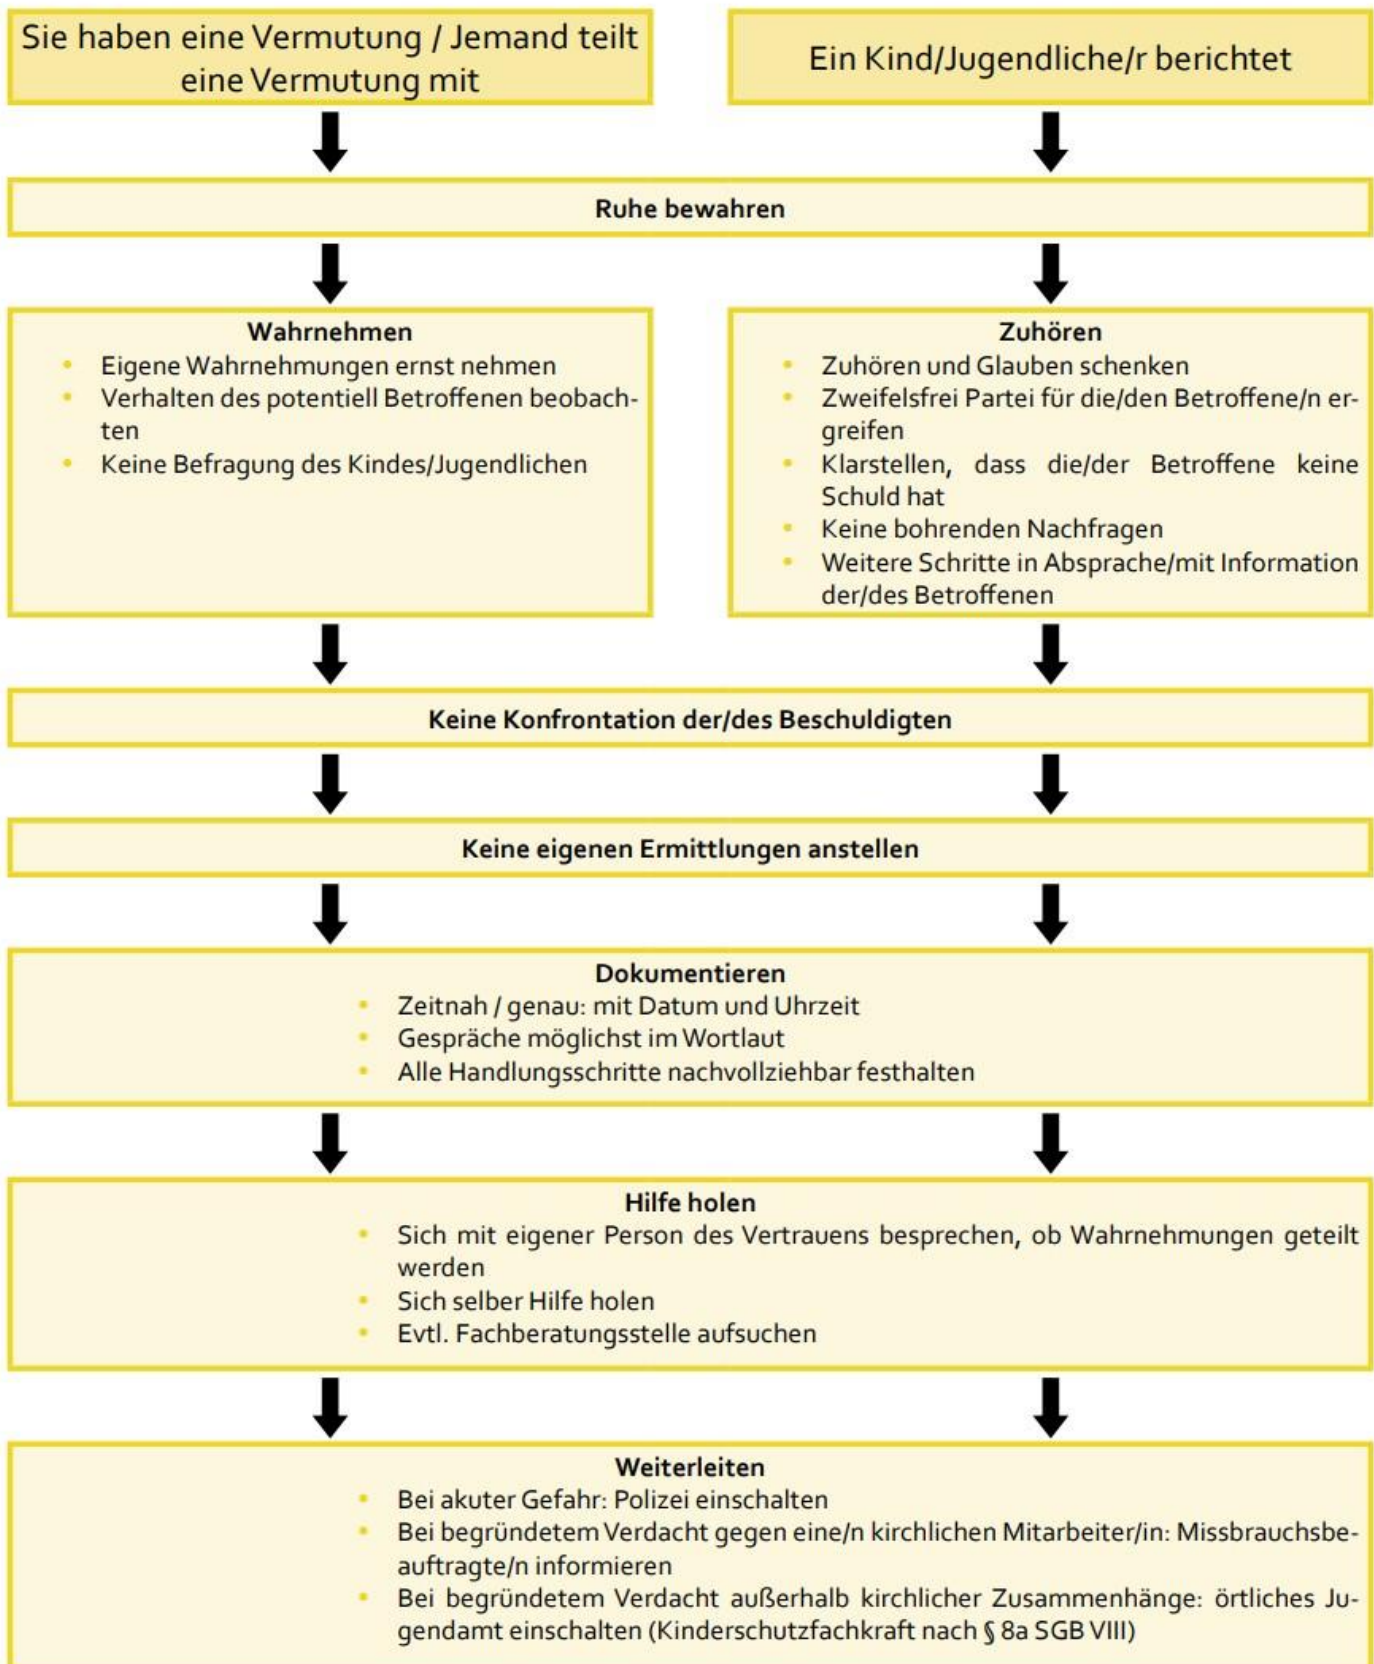 Sie haben eine Vermutung / Jemand teilt
eine Vermutung mit
Ein Kind/Jugendliche/r berichtet
Ruhe bewahren
Wahrnehmen
• Eigene Wahrnehmungen ernst nehmen
• Verhalten des potentiell Betroffenen beobach-
ten
• Keine Befragung des Kindes/Jugendlichen
Zuhören
• Zuhören und Glauben schenken
• Zweifelsfrei Partei für die/den Betroffene/n er-
greifen
• Klarstellen, dass die/der Betroffene keine
Schuld hat
• Keine bohrenden Nachfragen
• Weitere Schritte in Absprache/mit Information
der/des Betroffenen
Keine Konfrontation der/des Beschuldigten
Keine eigenen Ermittlungen anstellen
Dokumentieren
• Zeitnah / genau: mit Datum und Uhrzeit
• Gespräche möglichst im Wortlaut
• Alle Handlungsschritte nachvollziehbar festhalten
Hilfe holen
• Sich mit eigener Person des Vertrauens besprechen, ob Wahrnehmungen geteilt
werden
• Sich selber Hilfe holen
• Evtl. Fachberatungsstelle aufsuchen
Weiterleiten
• Bei akuter Gefahr: Polizei einschalten
• Bei begründetem Verdacht gegen eine/n kirchlichen Mitarbeiter/in: Missbrauchsbe-
auftragte/n informieren
• Bei begründetem Verdacht außerhalb kirchlicher Zusammenhänge: örtliches Ju-
gendamt einschalten (Kinderschutzfachkraft nach § 8a SGB VIII)